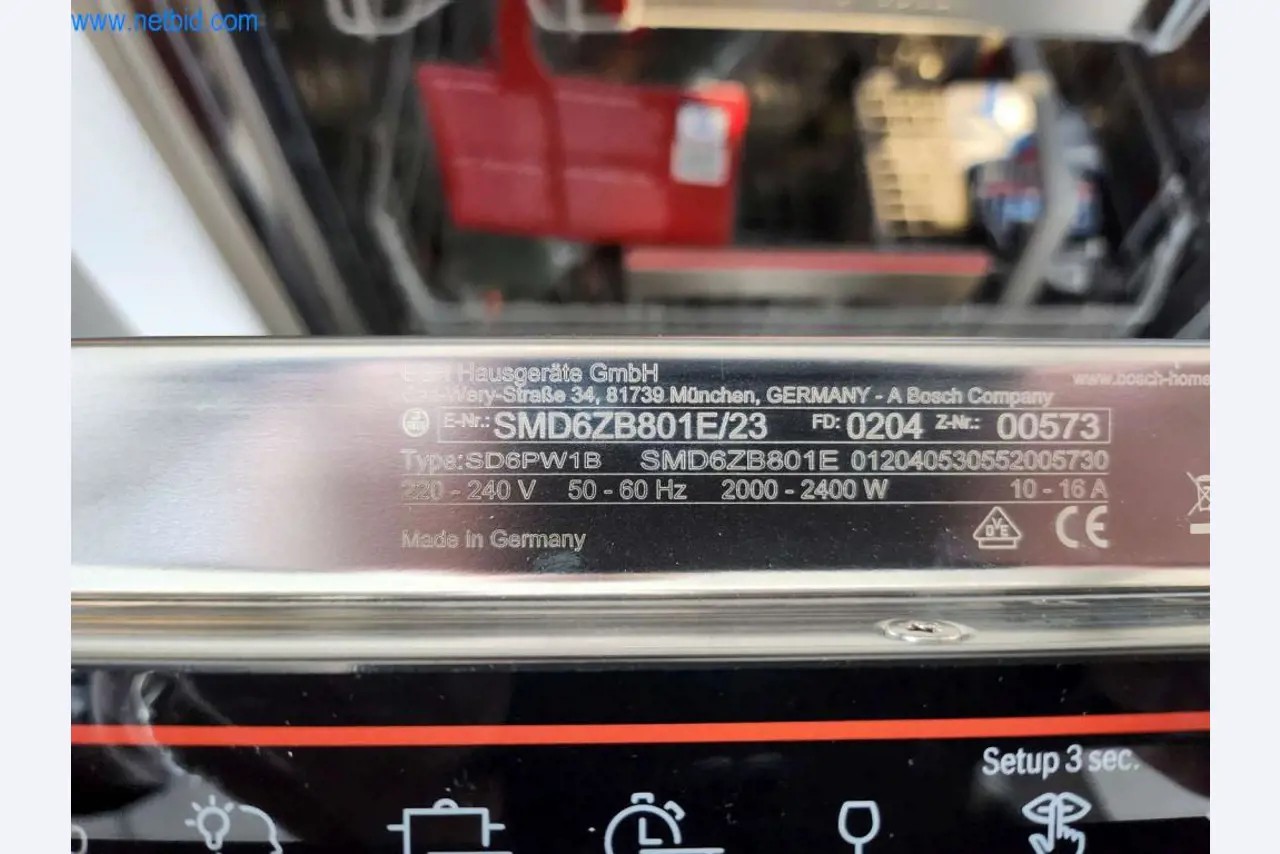 www.netbid.com
Hausgeräte GmbH
www.bosch-home
Wery-Straße 34, 81739 München, GERMANY - A Bosch Company
E-Nr.: SMD6ZB801E/23 FD: 0204 Z-Nr.: 00573
Type: SD6PW1B SMD6ZB801E 012040530552005730
220 - 240 V 50 - 60 Hz 2000 - 2400 W 10 - 16 A
Made in Germany
DVE
CE
Setup 3 sec.